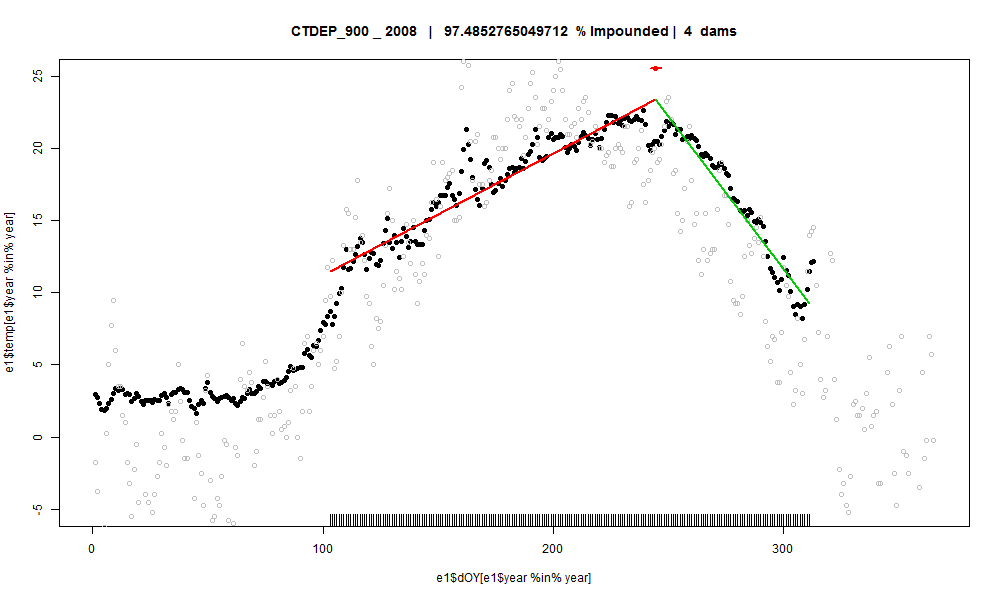 CTDEP_900 _ 2008 | 97.4852765049712 % Impounded | 4 dams
e1$temp[e1$year %in% year]
25
20
15
10
5
0
-5
0 100 200 300
e1$dOY[e1$year %in% year]